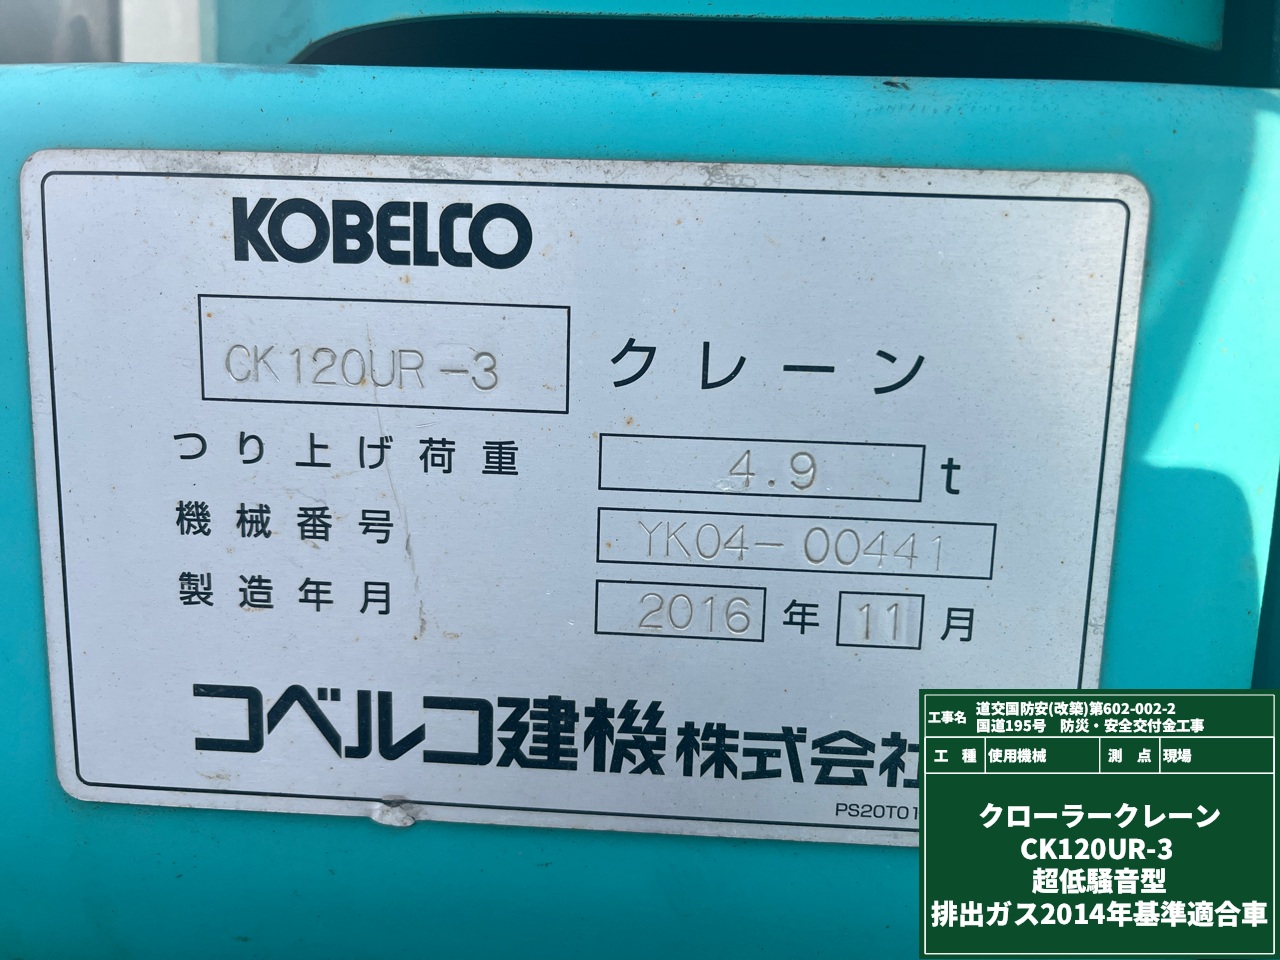 KOBELCO
CK120UR-3 クレーン
つり上げ荷重 4.9 t
機械番号 YK04-00441
製造年月 2016 年 11 月
コベルコ建機株式会社
PS20T01
工事名 道交国防安(改築)第602-002-2
国道195号 防災・安全交付金工事
工 種 使用機械 測 点 現場
クローラークレーン
CK120UR-3
超低騒音型
排出ガス2014年基準適合車